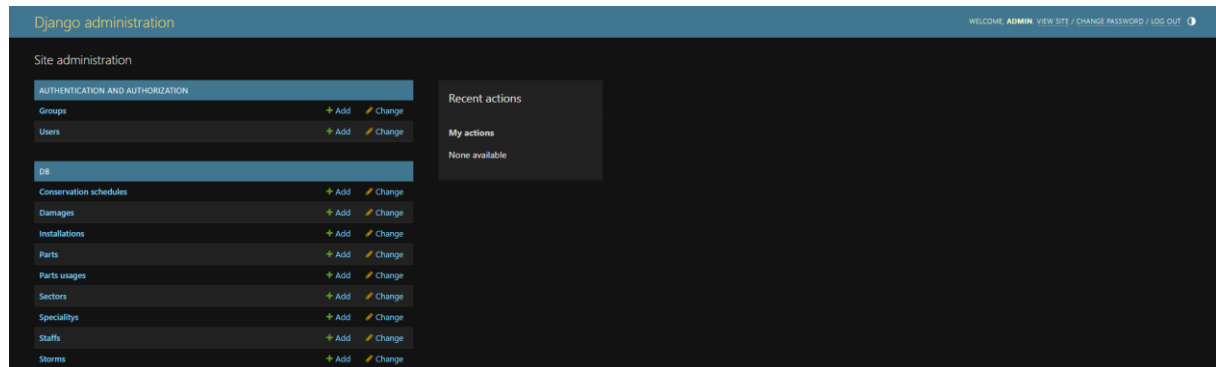 Django administration
WELCOME, ADMIN. VIEW SITE / CHANGE PASSWORD / LOG OUT
Site administration
AUTHENTICATION AND AUTHORIZATION
Groups + Add Change
Users + Add Change
DB
Conservation schedules + Add Change
Damages + Add Change
Installations + Add Change
Parts + Add Change
Parts usages + Add Change
Sectors + Add Change
Specialitys + Add Change
Staffs + Add Change
Storms + Add Change
Recent actions
My actions
None available